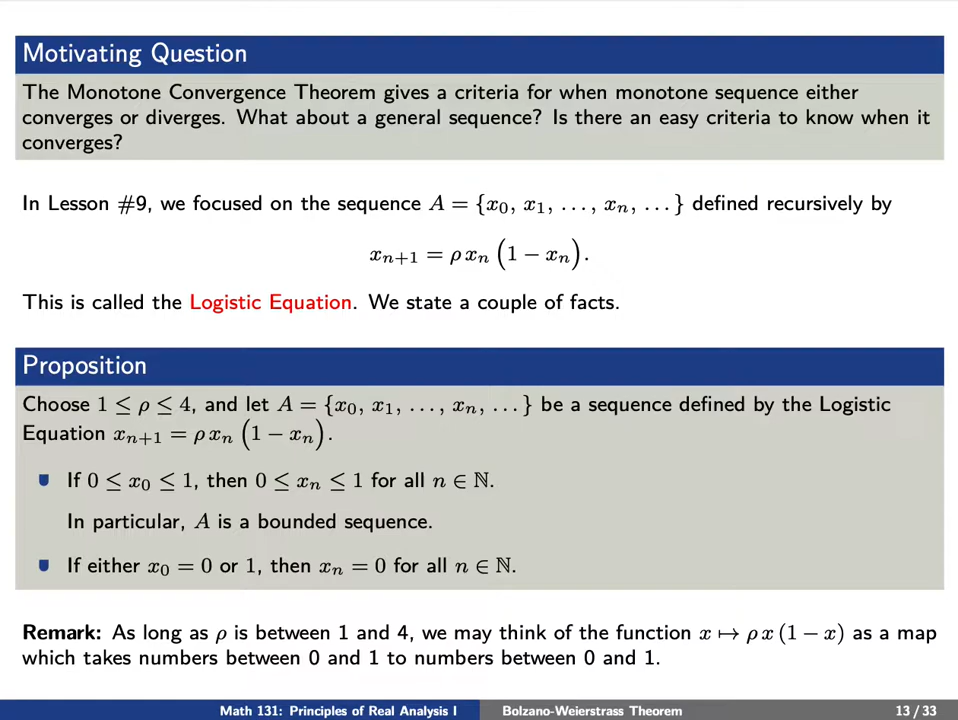 Motivating Question
The Monotone Convergence Theorem gives a criteria for when monotone sequence either
converges or diverges. What about a general sequence? Is there an easy criteria to know when it
converges?
In Lesson #9, we focused on the sequence A = {x₀, x₁, ..., xₙ, ...} defined recursively by
xₙ₊₁ = ρ xₙ (1 − xₙ).
This is called the Logistic Equation. We state a couple of facts.
Proposition
Choose 1 ≤ ρ ≤ 4, and let A = {x₀, x₁, ..., xₙ, ...} be a sequence defined by the Logistic
Equation xₙ₊₁ = ρ xₙ (1 − xₙ).
If 0 ≤ x₀ ≤ 1, then 0 ≤ xₙ ≤ 1 for all n ∈ ℕ.
In particular, A is a bounded sequence.
If either x₀ = 0 or 1, then xₙ = 0 for all n ∈ ℕ.
Remark: As long as ρ is between 1 and 4, we may think of the function x ↦ ρ x (1 − x) as a map
which takes numbers between 0 and 1 to numbers between 0 and 1.
Math 131: Principles of Real Analysis I Bolzano-Weierstrass Theorem 13 / 33